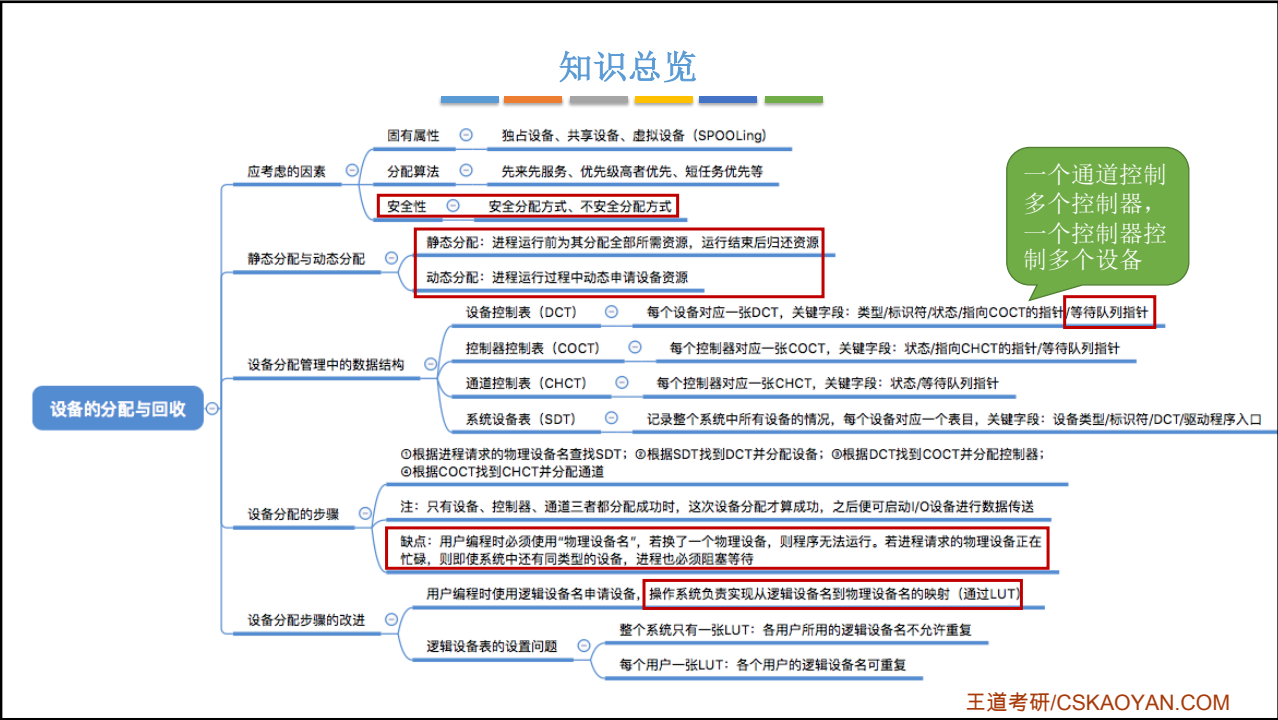 知识总览
固有属性
独占设备、共享设备、虚拟设备（SPOOLing）
应考虑的因素
分配算法
先来先服务、优先级高者优先、短任务优先等
安全性
安全分配方式、不安全分配方式
一个通道控制
多个控制器，
一个控制器控
制多个设备
静态分配与动态分配
静态分配：进程运行前为其分配全部所需资源，运行结束后归还资源
动态分配：进程运行过程中动态申请设备资源
设备分配管理中的数据结构
设备控制表（DCT）
每个设备对应一张DCT，关键字段：类型/标识符/状态/指向COCT的指针/等待队列指针
控制器控制表（COCT）
每个控制器对应一张COCT，关键字段：状态/指向CHCT的指针/等待队列指针
通道控制表（CHCT）
每个控制器对应一张CHCT，关键字段：状态/等待队列指针
系统设备表（SDT）
记录整个系统中所有设备的情况，每个设备对应一个表目，关键字段：设备类型/标识符/DCT/驱动程序入口
设备的分配与回收
设备分配的步骤
①根据进程请求的物理设备名查找SDT；②根据SDT找到DCT并分配设备；③根据DCT找到COCT并分配控制器；
④根据COCT找到CHCT并分配通道
注：只有设备、控制器、通道三者都分配成功时，这次设备分配才算成功，之后便可启动I/O设备进行数据传送
缺点：用户编程时必须使用“物理设备名”，若换了一个物理设备，则程序无法运行。若进程请求的物理设备正在
忙碌，则即使系统中还有同类型的设备，进程也必须阻塞等待
设备分配步骤的改进
用户编程时使用逻辑设备名申请设备，操作系统负责实现从逻辑设备名到物理设备名的映射（通过LUT）
逻辑设备表的设置问题
整个系统只有一张LUT：各用户所用的逻辑设备名不允许重复
每个用户一张LUT：各个用户的逻辑设备名可重复
王道考研/CSKAOYAN.COM